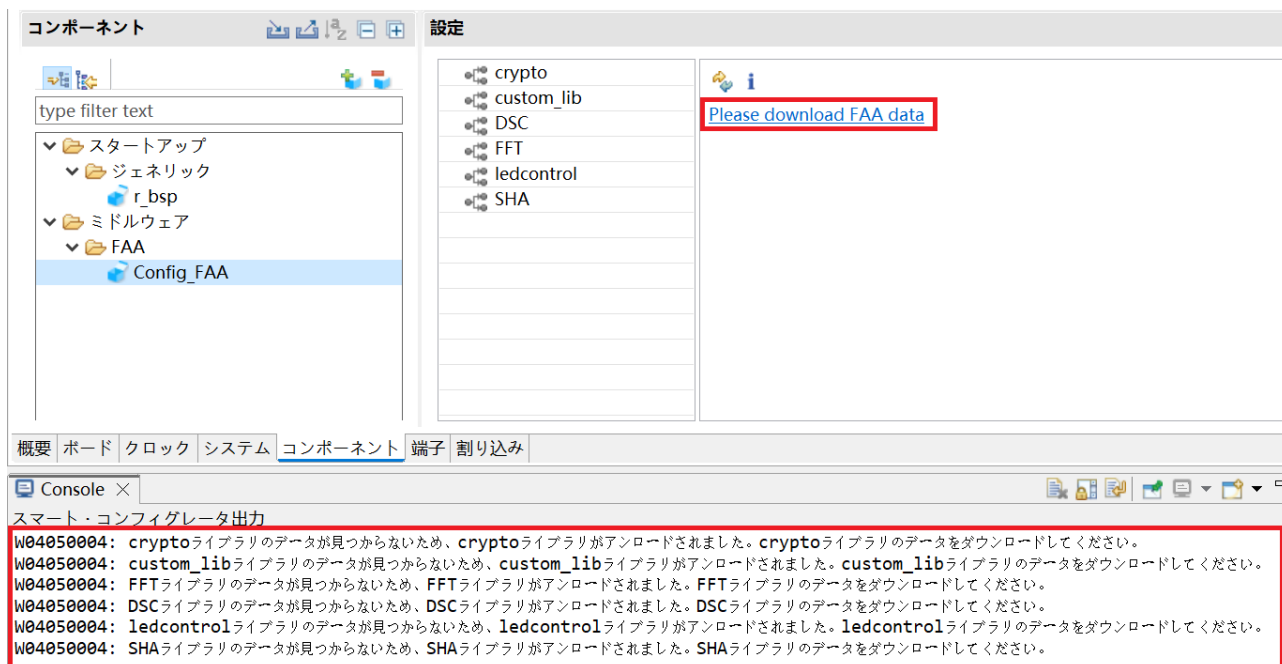 コンポーネント
設定
type filter text
スタートアップ
ジェネリック
r_bsp
ミドルウェア
FAA
Config_FAA
crypto
custom_lib
DSC
FFT
ledcontrol
SHA
Please download FAA data
概要 ボード クロック システム コンポーネント 端子 割り込み
Console
スマート・コンフィグレータ出力
W04050004: cryptoライブラリのデータが見つからないため、cryptoライブラリがアンロードされました。cryptoライブラリのデータをダウンロードしてください。
W04050004: custom_libライブラリのデータが見つからないため、custom_libライブラリがアンロードされました。custom_libライブラリのデータをダウンロードしてください。
W04050004: FFTライブラリのデータが見つからないため、FFTライブラリがアンロードされました。FFTライブラリのデータをダウンロードしてください。
W04050004: DSCライブラリのデータが見つからないため、DSCライブラリがアンロードされました。DSCライブラリのデータをダウンロードしてください。
W04050004: ledcontrolライブラリのデータが見つからないため、ledcontrolライブラリがアンロードされました。ledcontrolライブラリのデータをダウンロードしてください。
W04050004: SHAライブラリのデータが見つからないため、SHAライブラリがアンロードされました。SHAライブラリのデータをダウンロードしてください。